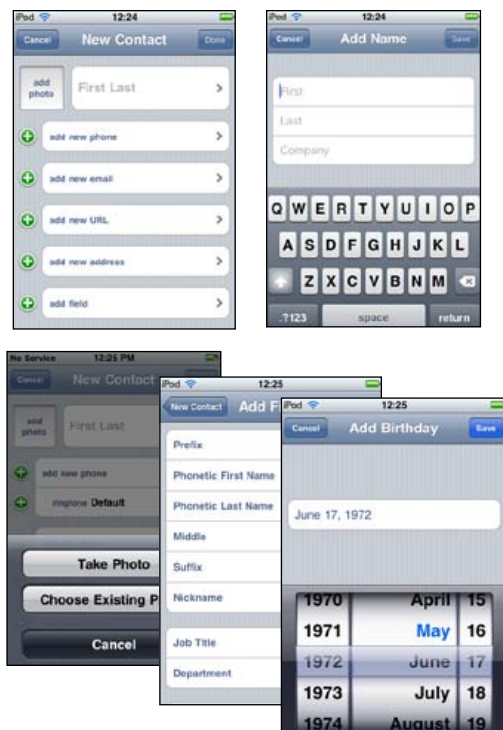 iPod 12:24
Cancel New Contact Done
add photo
First Last
add new phone
add new email
add new URL
add new address
add field
iPod 12:24
Cancel Add Name Save
First
Last
Company
Q W E R T Y U I O P
A S D F G H J K L
Z X C V B N M
.?123 space return
No Service 12:25 PM
Cancel New Contact
add photo
First Last
add new phone
ringtone Default
Take Photo
Choose Existing P
Cancel
iPod 12:25
New Contact Add F
Prefix
Phonetic First Name
Phonetic Last Name
Middle
Suffix
Nickname
Job Title
Department
iPod 12:25
Cancel Add Birthday Save
June 17, 1972
1970 April 15
1971 May 16
1972 June 17
1973 July 18
1974 August 19